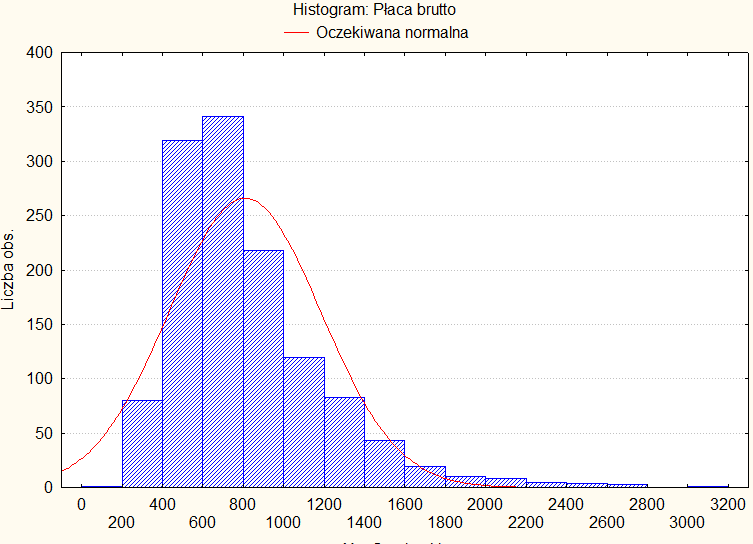 Histogram: Płaca brutto
Oczekiwana normalna
400
350
300
250
200
150
100
50
0
Liczba obs.
0 400 800 1200 1600 2000 2400 2800 3200
200 600 1000 1400 1800 2200 2600 3000